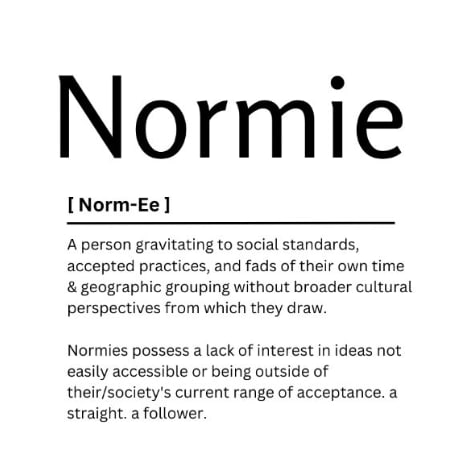 Normie
[ Norm-Ee ]
A person gravitating to social standards,
accepted practices, and fads of their own time
& geographic grouping without broader cultural
perspectives from which they draw.
Normies possess a lack of interest in ideas not
easily accessible or being outside of
their/society's current range of acceptance. a
straight. a follower.